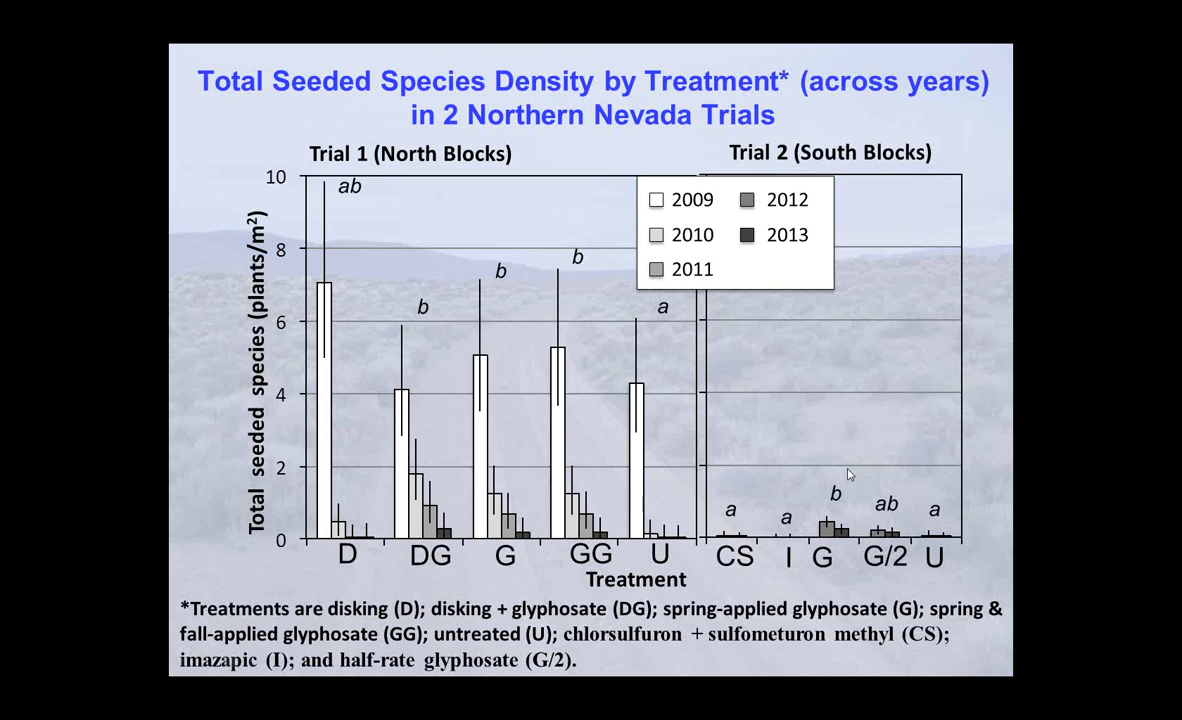 Total Seeded Species Density by Treatment* (across years)
in 2 Northern Nevada Trials
Trial 1 (North Blocks)
Trial 2 (South Blocks)
Total seeded species (plants/m²)
10
8
6
4
2
0
ab
b
b
b
a
2009
2012
2010
2013
2011
a
a
b
ab
a
D
DG
G
GG
U
CS
I
G
G/2
U
Treatment
*Treatments are disking (D); disking + glyphosate (DG); spring-applied glyphosate (G); spring &
fall-applied glyphosate (GG); untreated (U); chlorsulfuron + sulfometuron methyl (CS);
imazapic (I); and half-rate glyphosate (G/2).